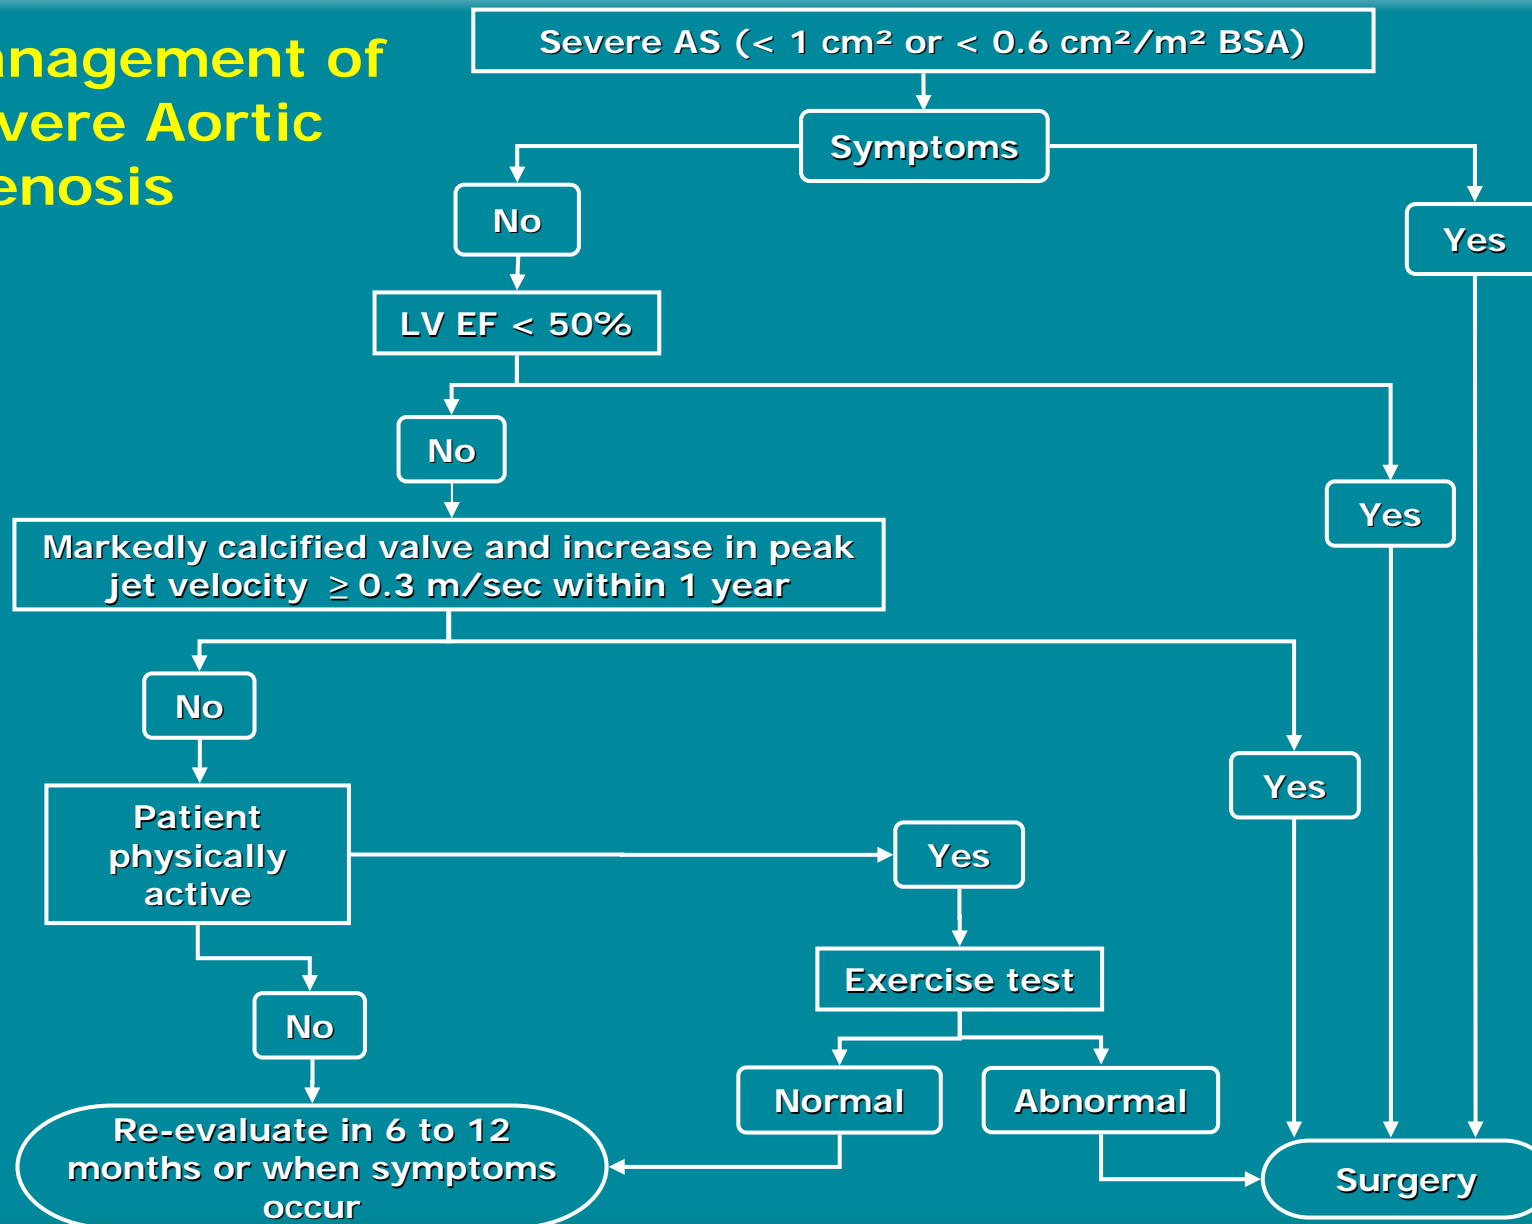 anagement of
vere Aortic
enosis
Severe AS (< 1 cm² or < 0.6 cm²/m² BSA)
Symptoms
No
Yes
LV EF < 50%
No
Yes
Markedly calcified valve and increase in peak
jet velocity ≥ 0.3 m/sec within 1 year
No
Yes
Patient
physically
active
Yes
Exercise test
No
Normal
Abnormal
Re-evaluate in 6 to 12
months or when symptoms
occur
Surgery